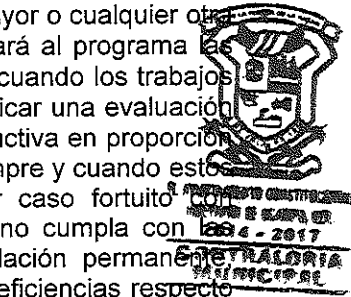 yor o cualquier otra
ará al programa las
cuando los trabajos
icar una evaluación
uctiva en proporción
mpre y cuando estos
r caso fortuito con
no cumpla con las
lación permanente,
eficiencias respecto
- 2017
CONTRALORIA
MUNICIPAL